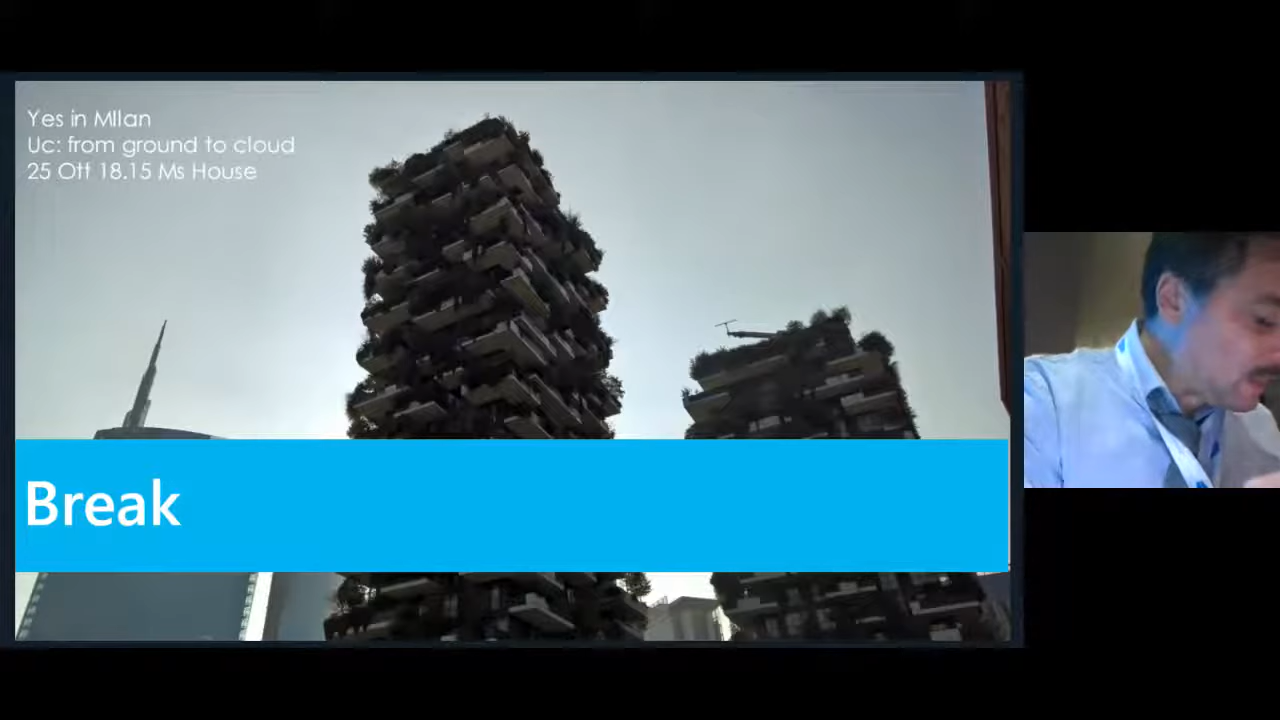 Yes in MIlan
Uc: from ground to cloud
25 Ott 18.15 Ms House
Break